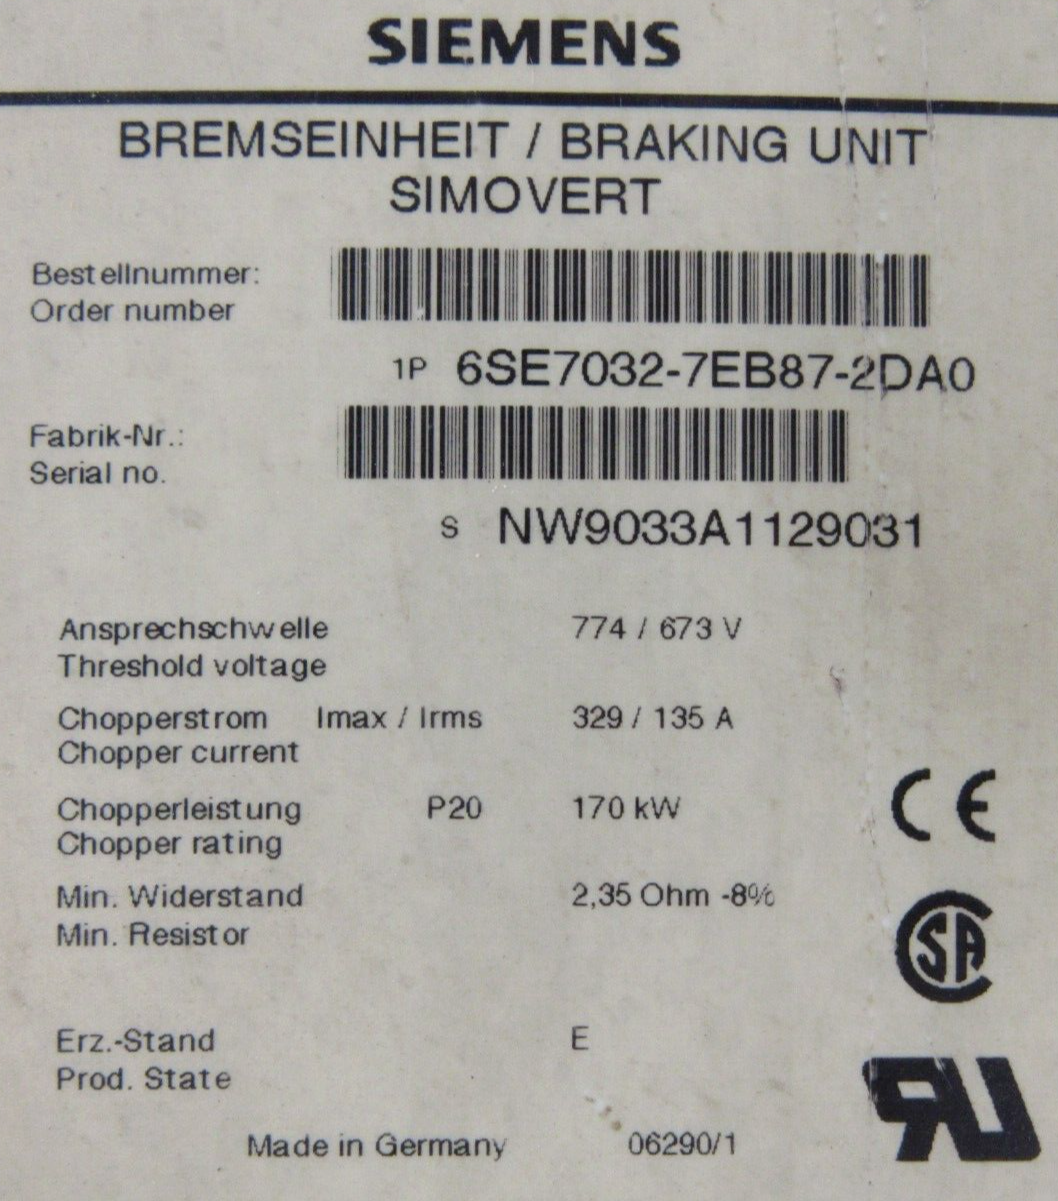 SIEMENS
BREMSEINHEIT / BRAKING UNIT
SIMOVERT
Bestellnummer:
Order number
1P 6SE7032-7EB87-2DA0
Fabrik-Nr.:
Serial no.
S NW9033A1129031
Ansprechschwelle 774 / 673 V
Threshold voltage
Chopperstrom Imax / Irms 329 / 135 A
Chopper current
Chopperleistung P20 170 kW
Chopper rating
Min. Widerstand 2,35 Ohm -8%
Min. Resistor
Erz.-Stand E
Prod. State
Made in Germany 06290/1
CE
CSA
RU